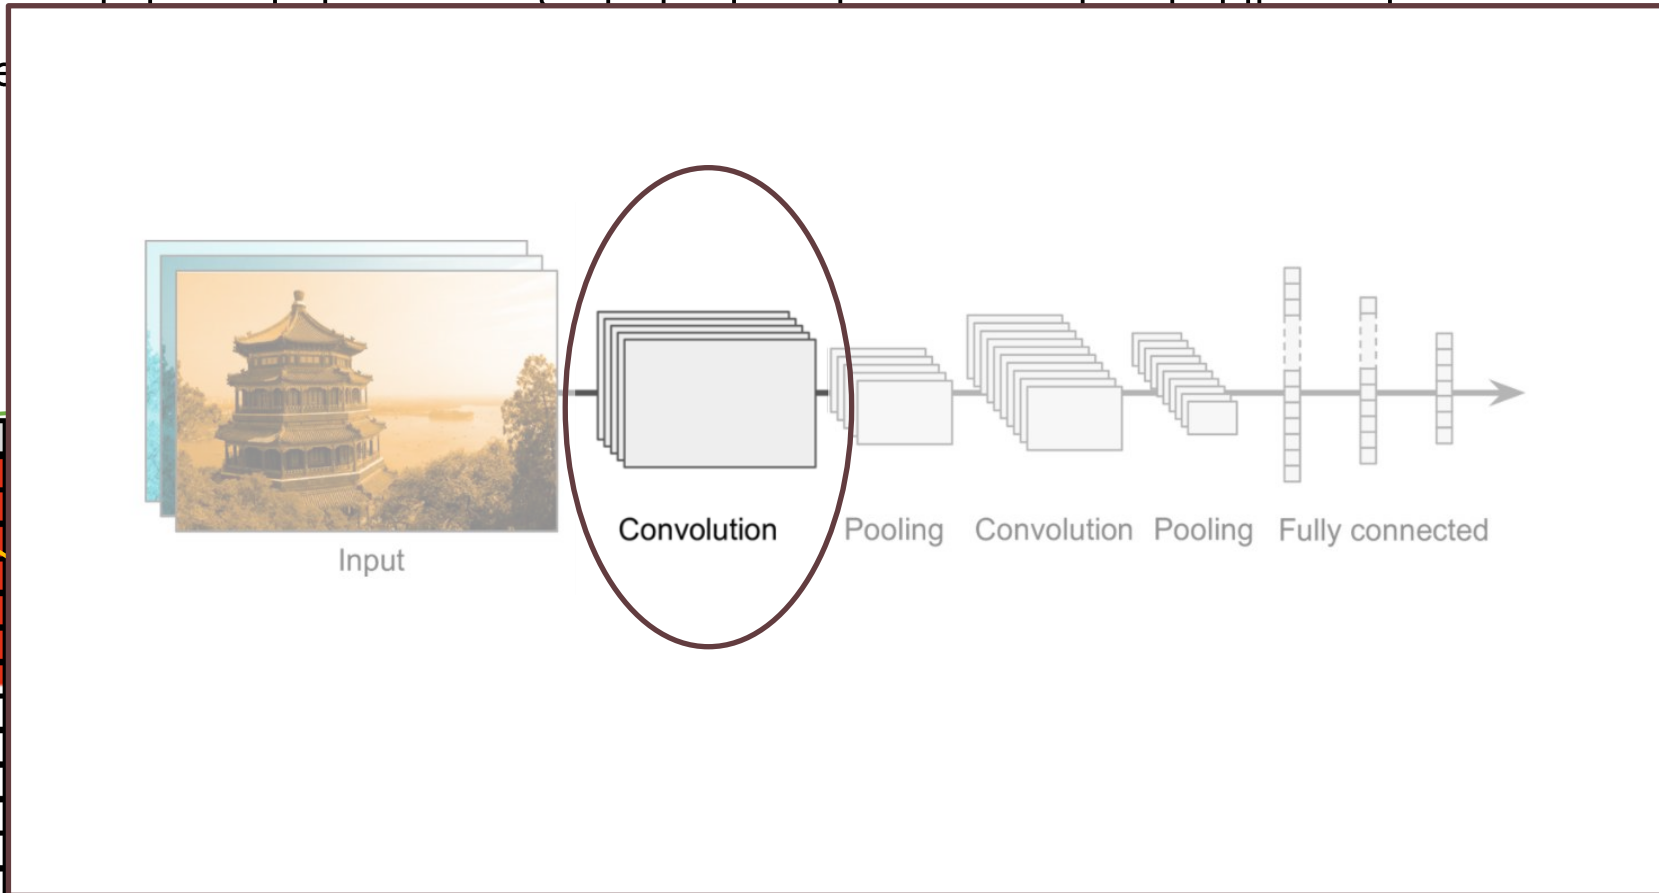 Input
Convolution
Pooling
Convolution
Pooling
Fully connected